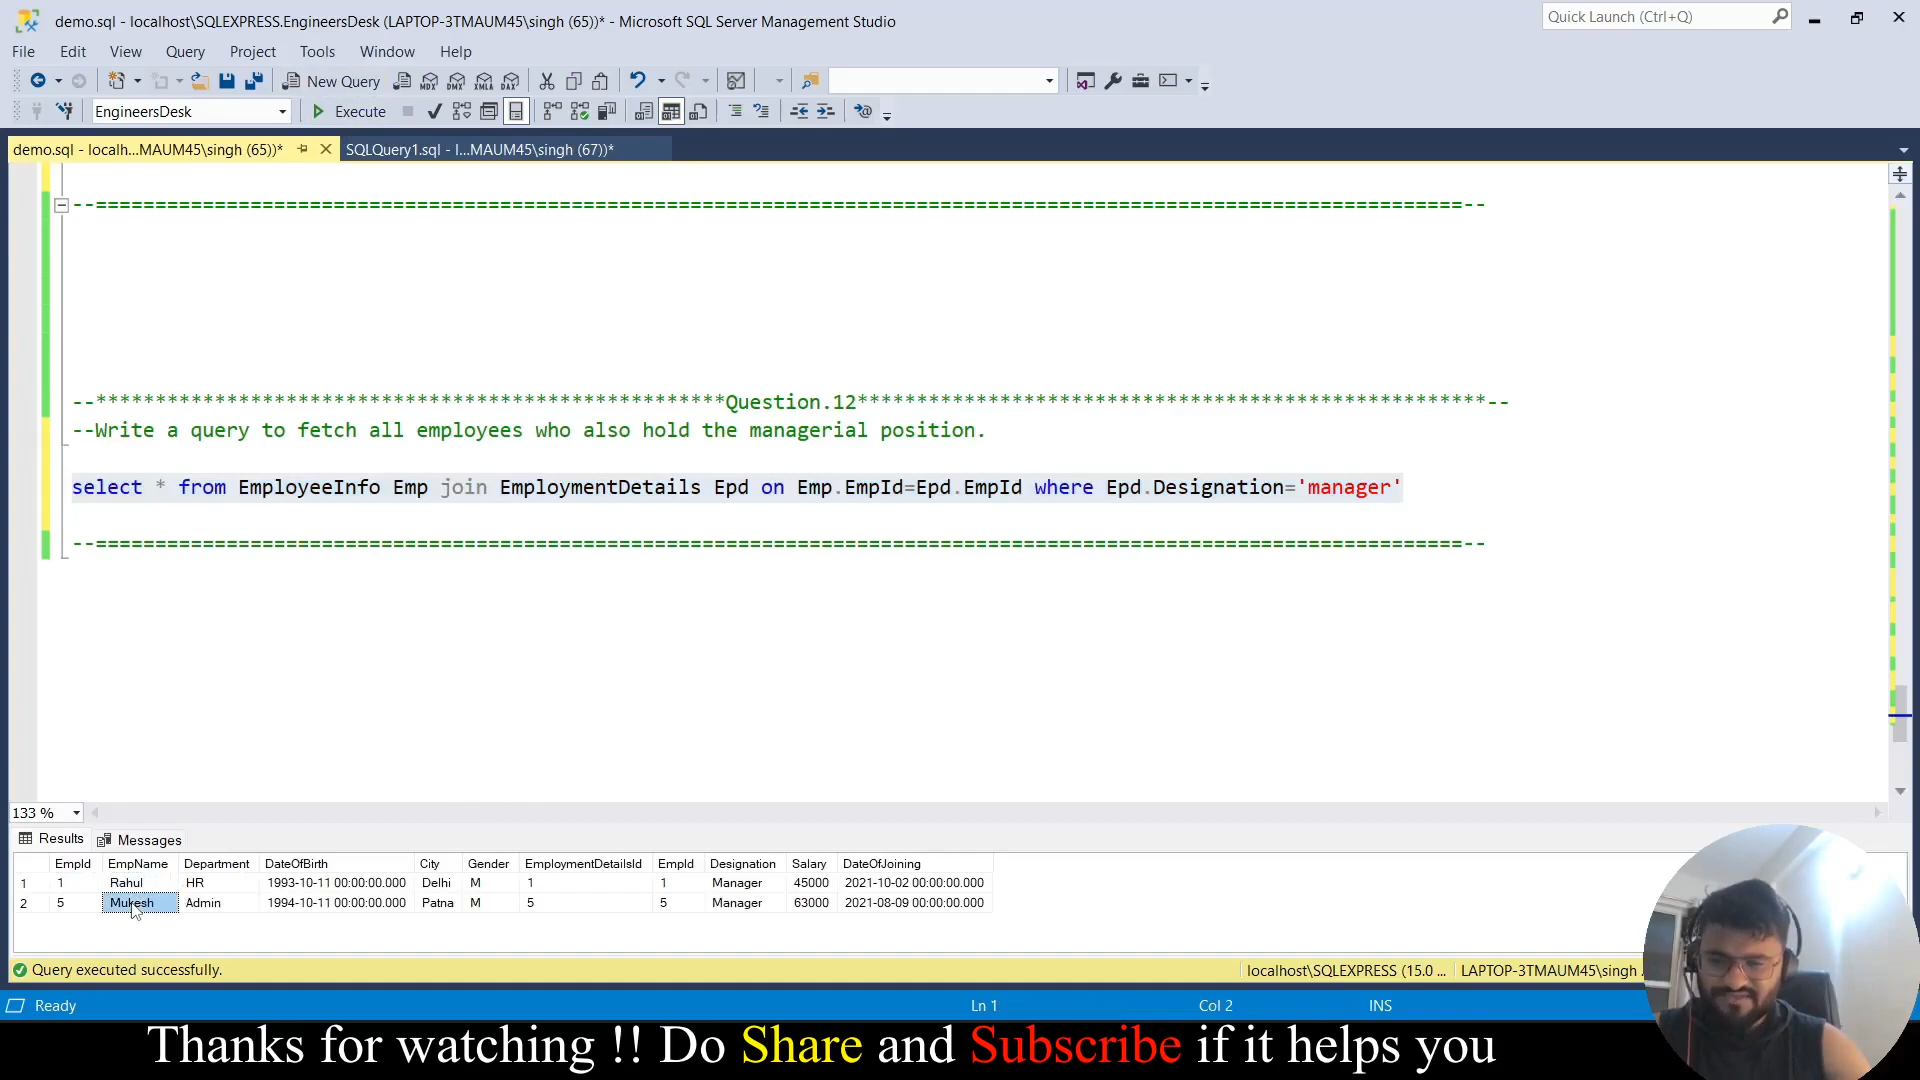 demo.sql - localhost\SQLEXPRESS.EngineersDesk (LAPTOP-3TMAUM45\singh (65))* - Microsoft SQL Server Management Studio
Quick Launch (Ctrl+Q)
File Edit View Query Project Tools Window Help
New Query MDX DMX XMLA DAX
EngineersDesk Execute
demo.sql - localh...MAUM45\singh (65))* SQLQuery1.sql - l...MAUM45\singh (67))*
--===================================================================================================================--
--*****************************************************Question.12*****************************************************--
--Write a query to fetch all employees who also hold the managerial position.
select * from EmployeeInfo Emp join EmploymentDetails Epd on Emp.EmpId=Epd.EmpId where Epd.Designation='manager'
--===================================================================================================================--
133 %
Results Messages
EmpId EmpName Department DateOfBirth City Gender EmploymentDetailsId EmpId Designation Salary DateOfJoining
1 1 Rahul HR 1993-10-11 00:00:00.000 Delhi M 1 1 Manager 45000 2021-10-02 00:00:00.000
2 5 Mukesh Admin 1994-10-11 00:00:00.000 Patna M 5 5 Manager 63000 2021-08-09 00:00:00.000
Query executed successfully. localhost\SQLEXPRESS (15.0 ... LAPTOP-3TMAUM45\singh
Ready Ln 1 Col 2 INS
Thanks for watching !! Do Share and Subscribe if it helps you